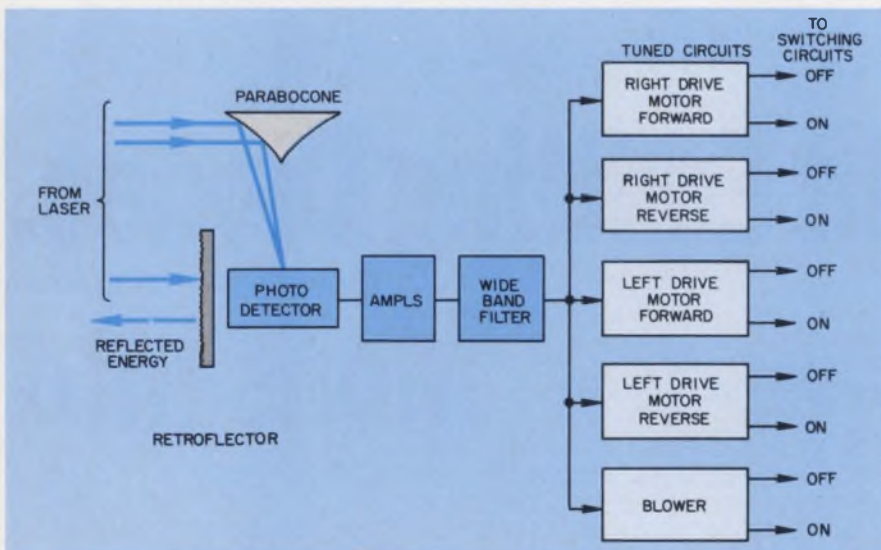 TO
SWITCHING
CIRCUITS
TUNED CIRCUITS
PARABOCONE
FROM
LASER
REFLECTED
ENERGY
RETROFLECTOR
PHOTO
DETECTOR
AMPLS
WIDE
BAND
FILTER
RIGHT DRIVE
MOTOR
FORWARD
OFF
ON
RIGHT DRIVE
MOTOR
REVERSE
OFF
ON
LEFT DRIVE
MOTOR
FORWARD
OFF
ON
LEFT DRIVE
MOTOR
REVERSE
OFF
ON
BLOWER
OFF
ON